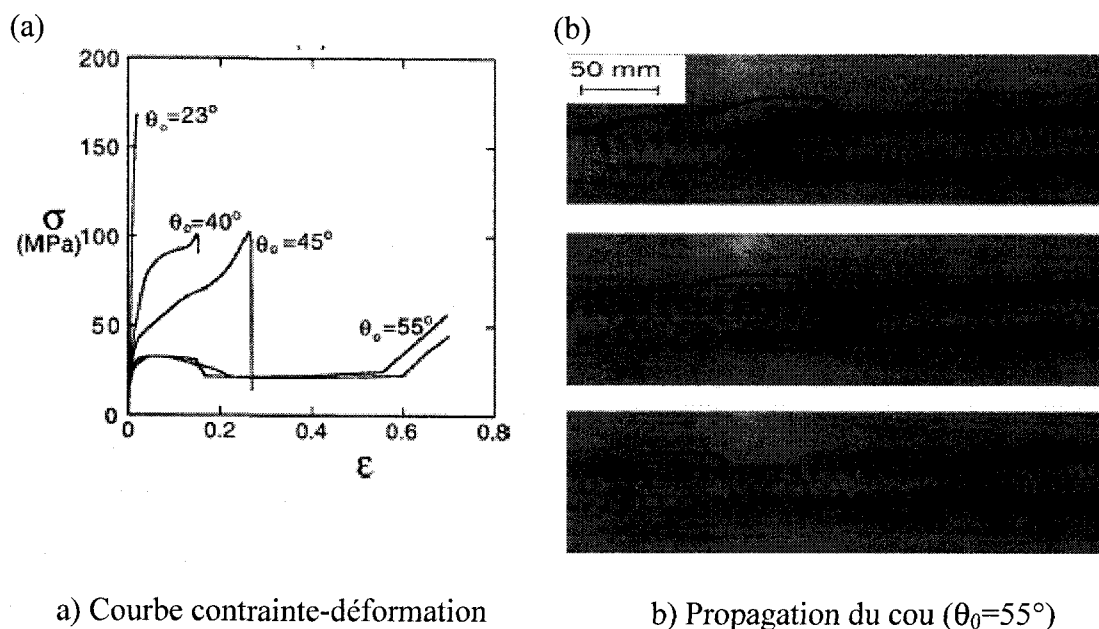 (a)
200
150
100
50
0
σ
(MPa)
θ₀=23°
θ₀=40°
θ₀=45°
θ₀=55°
0 0.2 0.4 0.6 0.8
ε
a) Courbe contrainte-déformation
(b)
50 mm
b) Propagation du cou (θ₀=55°)